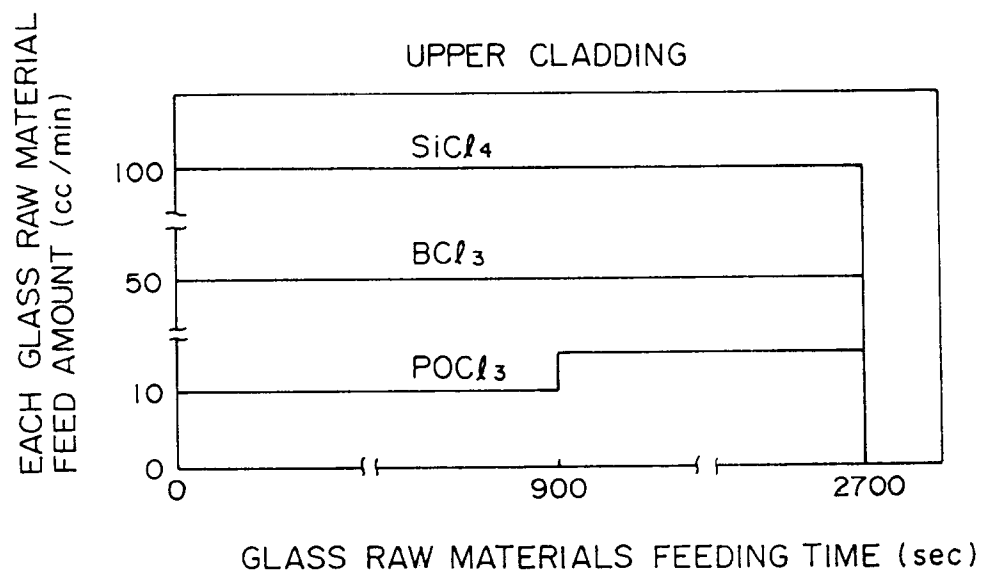 UPPER CLADDING
EACH GLASS RAW MATERIAL
FEED AMOUNT (cc/min)
SiCl4
100
BCl3
50
POCl3
10
0
0 900 2700
GLASS RAW MATERIALS FEEDING TIME (sec)